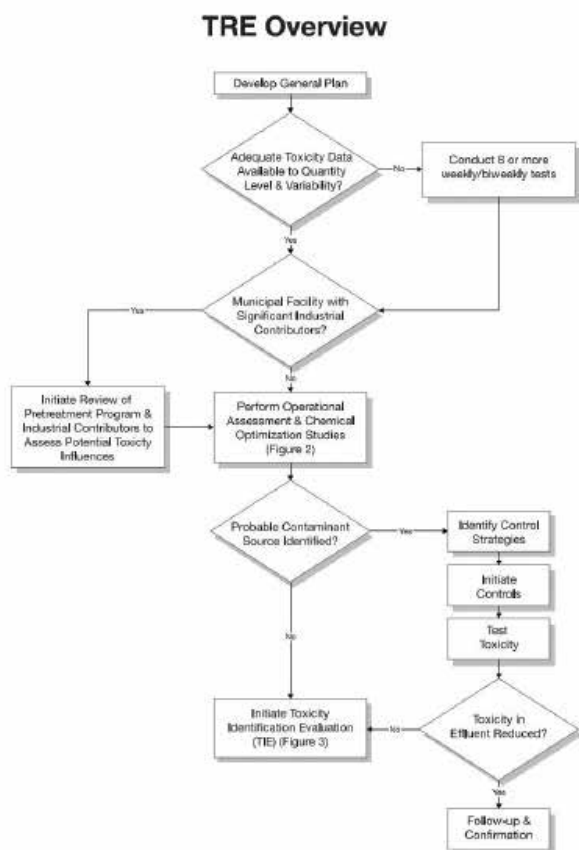 TRE Overview
Develop General Plan
Adequate Toxicity Data
Available to Quantity
Level & Variability?
No
Conduct 6 or more
weekly/biweekly tests
Yes
Municipal Facility with
Significant Industrial
Contributors?
Yes
No
Initiate Review of
Pretreatment Program &
Industrial Contributors to
Assess Potential Toxicity
Influences
Perform Operational
Assessment & Chemical
Optimization Studies
(Figure 2)
Probable Contaminant
Source Identified?
Yes
Identify Control
Strategies
Initiate
Controls
Test
Toxicity
No
Initiate Toxicity
Identification Evaluation
(TIE) (Figure 3)
No
Toxicity in
Effluent Reduced?
Yes
Follow-up &
Confirmation